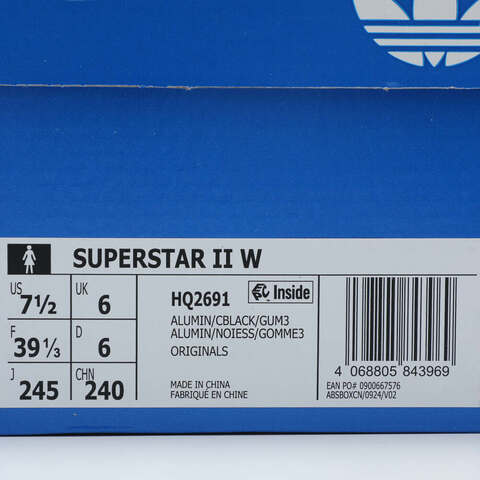 SUPERSTAR II W
US 7½ UK 6
F 39⅓ D 6
J 245 CHN 240
HQ2691 Inside
ALUMIN/CBLACK/GUM3
ALUMIN/NOIESS/GOMME3
ORIGINALS
MADE IN CHINA
FABRIQUÉ EN CHINE
4 068805 843969
EAN PO# 0900667576
ABSBOXCN/0924/V02